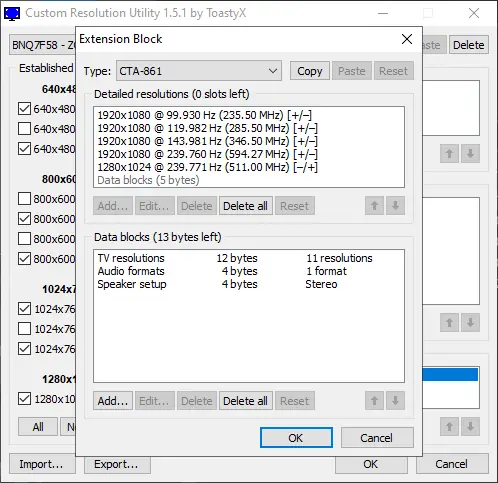 Custom Resolution Utility 1.5.1 by ToastyX
Extension Block
BNQ7F58 - Z
Delete
Type:
CTA-861
Copy
Paste
Reset
Established
Detailed resolutions (0 slots left)
640x48
640x480
640x480
640x480
1920x1080 @ 99.930 Hz (235.50 MHz) [+/–]
1920x1080 @ 119.982 Hz (285.50 MHz) [+/–]
1920x1080 @ 143.981 Hz (346.50 MHz) [+/–]
1920x1080 @ 239.760 Hz (594.27 MHz) [+/–]
1280x1024 @ 239.771 Hz (511.00 MHz) [–/+]
Data blocks (5 bytes)
Add...
Edit...
Delete
Delete all
Reset
800x60
800x600
800x600
800x600
800x600
Data blocks (13 bytes left)
TV resolutions 12 bytes 11 resolutions
Audio formats 4 bytes 1 format
Speaker setup 4 bytes Stereo
1024x7
1024x76
1024x76
1024x76
1280x1
1280x10
Add...
Edit...
Delete
Delete all
Reset
All
OK
Cancel
Import...
Export...
OK
Cancel